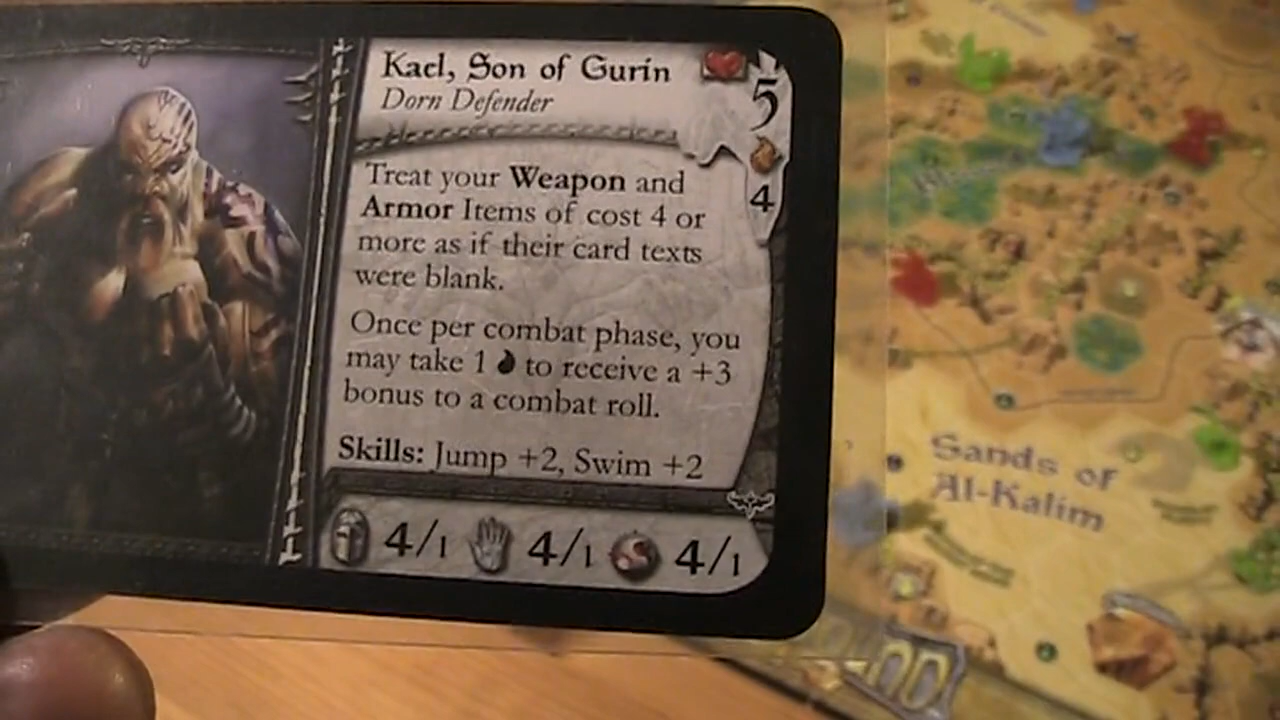 Kael, Son of Gurin
5
Dorn Defender
4
Treat your Weapon and
Armor Items of cost 4 or
more as if their card texts
were blank.
Once per combat phase, you
may take 1 to receive a +3
bonus to a combat roll.
Skills: Jump +2, Swim +2
4/1 4/1 4/1
Sands of
Al-Kalim